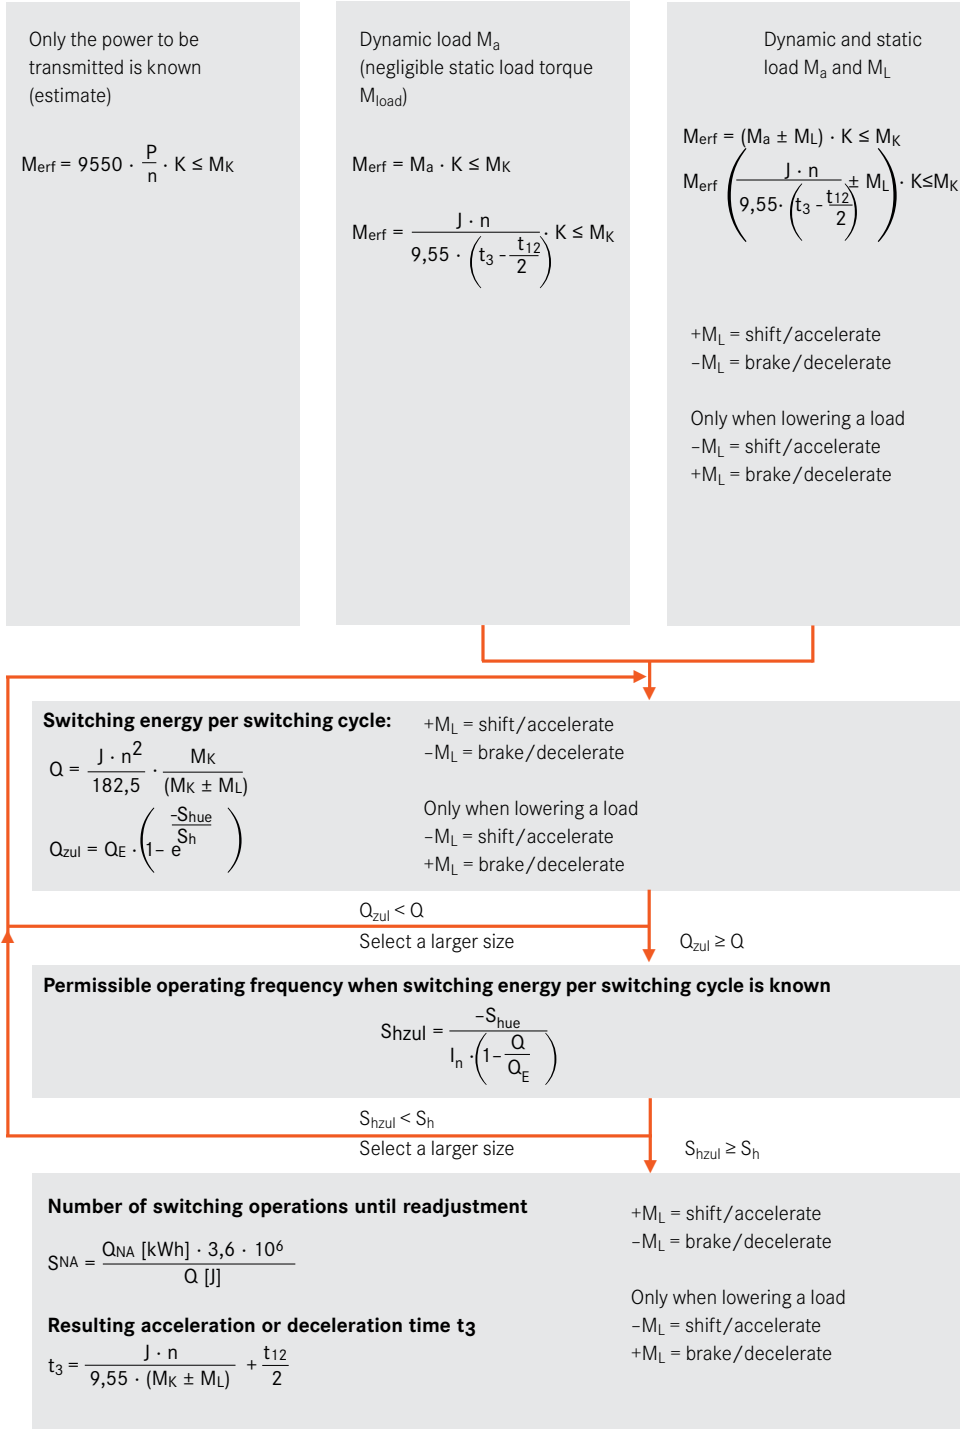 Only the power to be
transmitted is known
(estimate)
Merf = 9550 · P/n · K ≤ MK
Dynamic load Ma
(negligible static load torque
Mload)
Merf = Ma · K ≤ MK
Merf = J · n / 9,55 · (t3 - t12/2) · K ≤ MK
Dynamic and static
load Ma and ML
Merf = (Ma ± ML) · K ≤ MK
Merf (J · n / 9,55· (t3 - t12/2) ± ML) · K≤MK
+ML = shift/accelerate
–ML = brake/decelerate
Only when lowering a load
–ML = shift/accelerate
+ML = brake/decelerate
Switching energy per switching cycle:
Q = J · n² / 182,5 · MK / (MK ± ML)
Qzul = QE · (1– e -Shue/Sh)
+ML = shift/accelerate
–ML = brake/decelerate
Only when lowering a load
–ML = shift/accelerate
+ML = brake/decelerate
Qzul < Q
Select a larger size
Qzul ≥ Q
Permissible operating frequency when switching energy per switching cycle is known
Shzul = –Shue / ln · (1– Q/QE)
Shzul < Sh
Select a larger size
Shzul ≥ Sh
Number of switching operations until readjustment
SNA = QNA [kWh] · 3,6 · 10⁶ / Q [J]
Resulting acceleration or deceleration time t3
t3 = J · n / 9,55 · (MK ± ML) + t12/2
+ML = shift/accelerate
–ML = brake/decelerate
Only when lowering a load
–ML = shift/accelerate
+ML = brake/decelerate